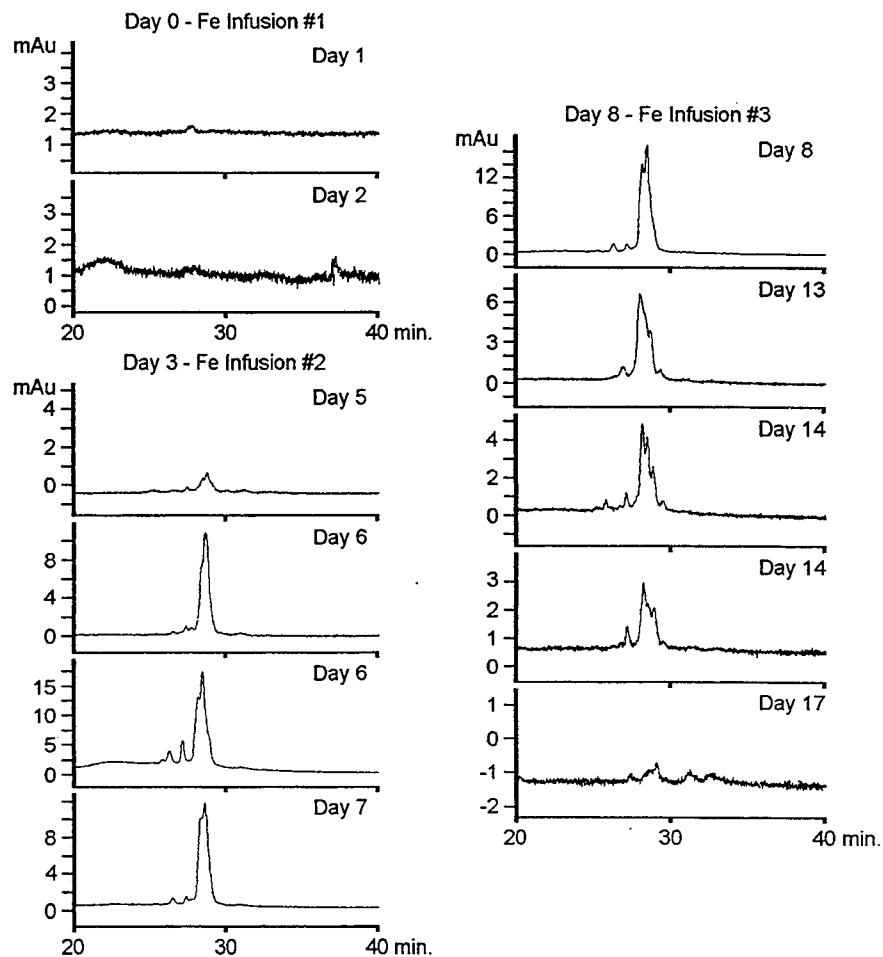 Day 0 - Fe Infusion #1
mAu
Day 1
3
2
1
Day 2
3
2
1
0
20 30 40 min.
Day 3 - Fe Infusion #2
mAu
Day 5
4
2
0
Day 6
8
4
0
Day 6
15
10
5
0
Day 7
8
4
0
20 30 40 min.
Day 8 - Fe Infusion #3
mAu
Day 8
12
6
0
Day 13
6
3
0
Day 14
4
2
0
Day 14
3
2
1
0
Day 17
1
0
-1
-2
20 30 40 min.